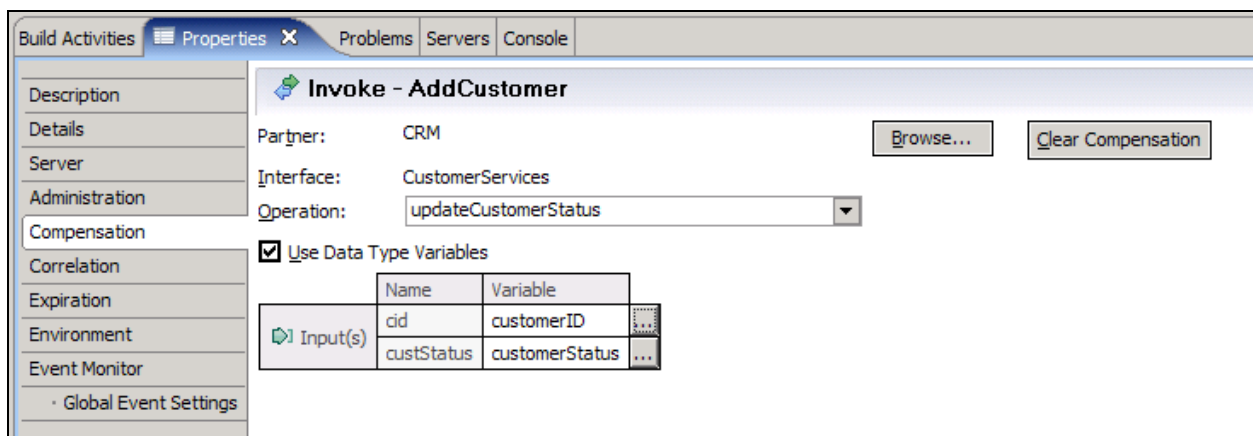 Build Activities Properties Problems Servers Console
Description
Details
Server
Administration
Compensation
Correlation
Expiration
Environment
Event Monitor
· Global Event Settings
Invoke - AddCustomer
Partner: CRM Browse... Clear Compensation
Interface: CustomerServices
Operation: updateCustomerStatus
Use Data Type Variables
Name Variable
Input(s)
cid customerID ...
custStatus customerStatus ...